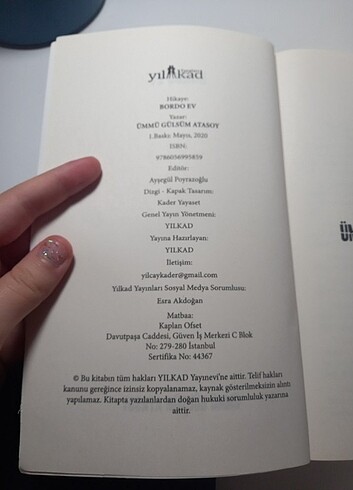 yılkad
Hikaye:
BORDO EV
Yazar:
ÜMMÜ GÜLSÜM ATASOY
1.Baskı: Mayıs, 2020
ISBN:
9786056995859
Editör:
Ayşegül Poyrazoğlu
Dizgi - Kapak Tasarım:
Kader Yayaset
Genel Yayın Yönetmeni:
YILKAD
Yayına Hazırlayan:
YILKAD
İletişim:
yilcaykader@gmail.com
Yılkad Yayınları Sosyal Medya Sorumlusu:
Esra Akdoğan
Matbaa:
Kaplan Ofset
Davutpaşa Caddesi, Güven İş Merkezi C Blok
No: 279-280 İstanbul
Sertifika No: 44367
© Bu kitabın tüm hakları YILKAD Yayınevi'ne aittir. Telif hakları
kanunu gereğince izinsiz kopyalanamaz, kaynak gösterilmeksizin alıntı
yapılamaz. Kitapta yazılanlardan doğan hukuki sorumluluk yazarına
aittir.